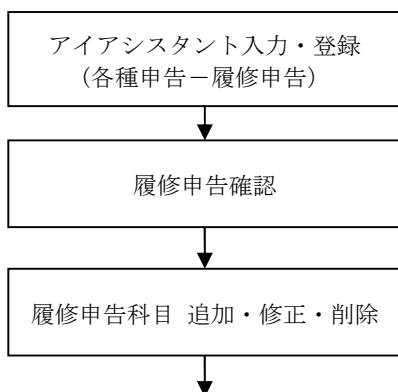 アイアシスタント入力・登録
（各種申告－履修申告）
履修申告確認
履修申告科目 追加・修正・削除